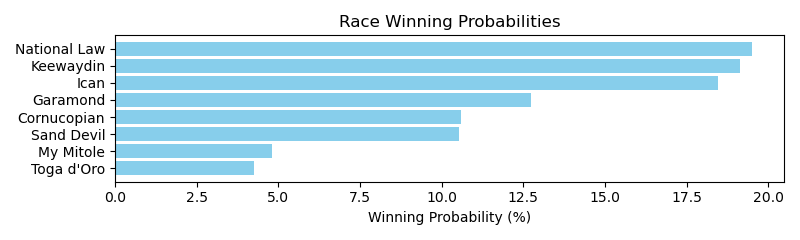 Race Winning Probabilities
National Law
Keewaydin
Ican
Garamond
Cornucopian
Sand Devil
My Mitole
Toga d'Oro
0.0 2.5 5.0 7.5 10.0 12.5 15.0 17.5 20.0
Winning Probability (%)